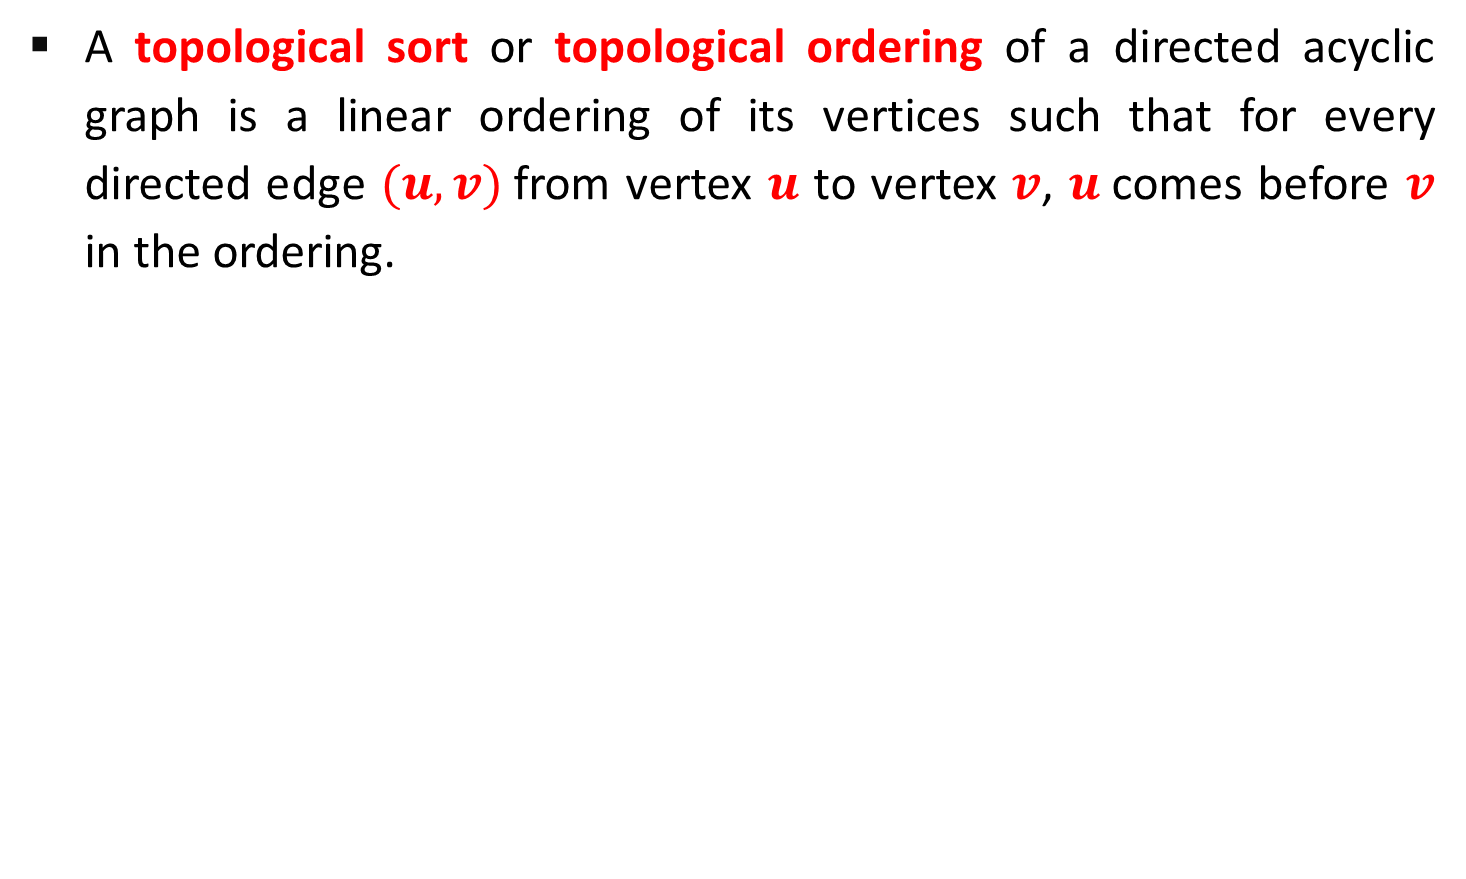 ▪ A topological sort or topological ordering of a directed acyclic
graph is a linear ordering of its vertices such that for every
directed edge (u, v) from vertex u to vertex v, u comes before v
in the ordering.